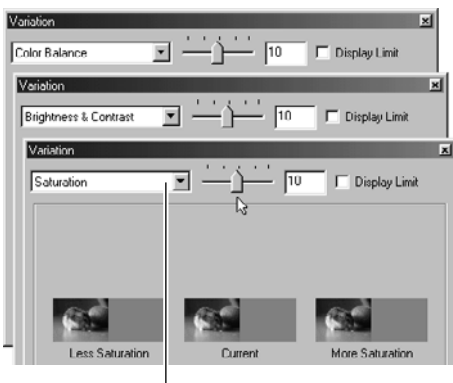 Variation
Color Balance 10 Display Limit
Variation
Brightness & Contrast 10 Display Limit
Variation
Saturation 10 Display Limit
Less Saturation Current More Saturation